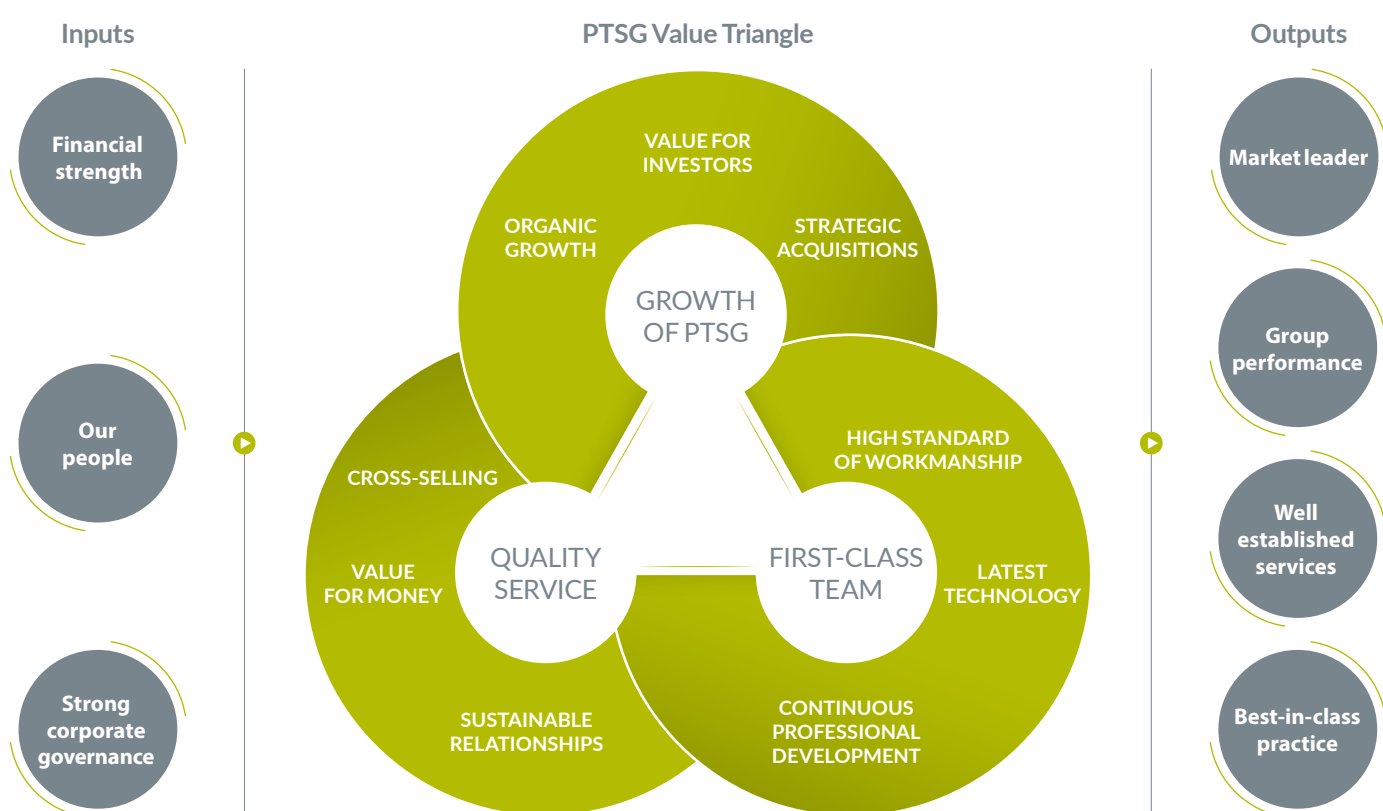 Inputs
Financial
strength
Our
people
Strong
corporate
governance
PTSG Value Triangle
VALUE FOR
INVESTORS
ORGANIC
GROWTH
STRATEGIC
ACQUISITIONS
GROWTH
OF PTSG
CROSS-SELLING
VALUE
FOR MONEY
SUSTAINABLE
RELATIONSHIPS
QUALITY
SERVICE
HIGH STANDARD
OF WORKMANSHIP
FIRST-CLASS
TEAM
LATEST
TECHNOLOGY
CONTINUOUS
PROFESSIONAL
DEVELOPMENT
Outputs
Market leader
Group
performance
Well
established
services
Best-in-class
practice